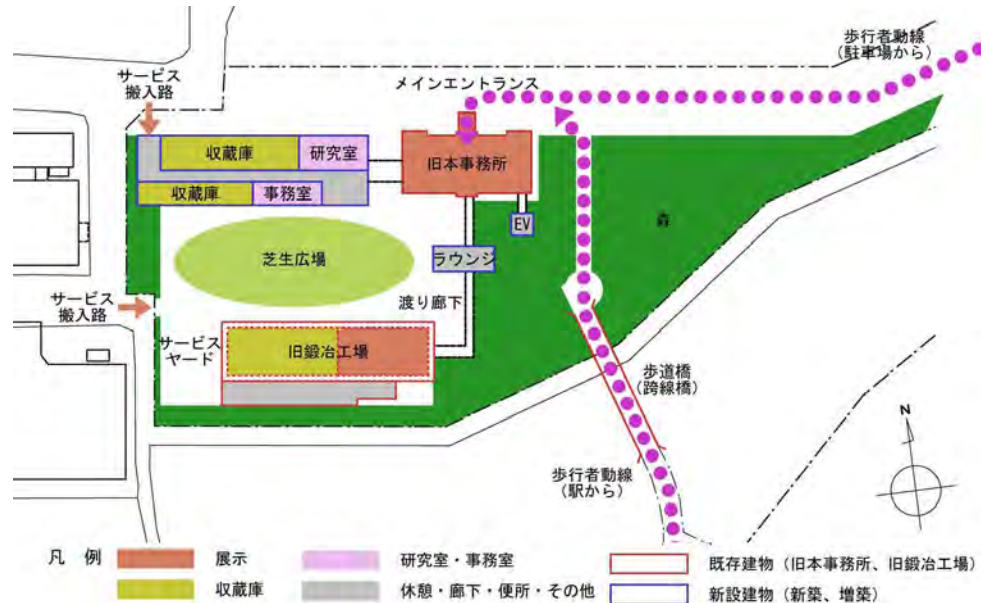 歩行者動線
(駐車場から)
サービス
搬入路
メインエントランス
収蔵庫
研究室
旧本事務所
収蔵庫
事務室
EV
森
芝生広場
ラウンジ
渡り廊下
サービス
搬入路
サービス
ヤード
旧鍛冶工場
歩道橋
(跨線橋)
N
歩行者動線
(駅から)
凡 例
展示
研究室・事務室
既存建物(旧本事務所、旧鍛冶工場)
収蔵庫
休憩・廊下・便所・その他
新設建物(新築、増築)